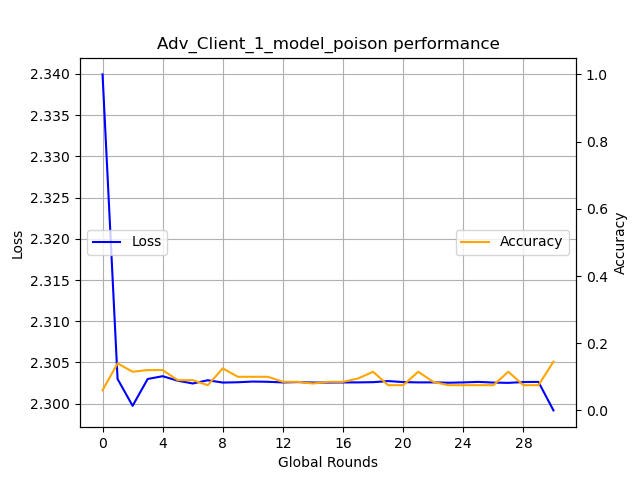 Adv_Client_1_model_poison performance
2.340
2.335
2.330
2.325
2.320
2.315
2.310
2.305
2.300
Loss
Loss
Accuracy
1.0
0.8
0.6
0.4
0.2
0.0
Accuracy
0 4 8 12 16 20 24 28
Global Rounds